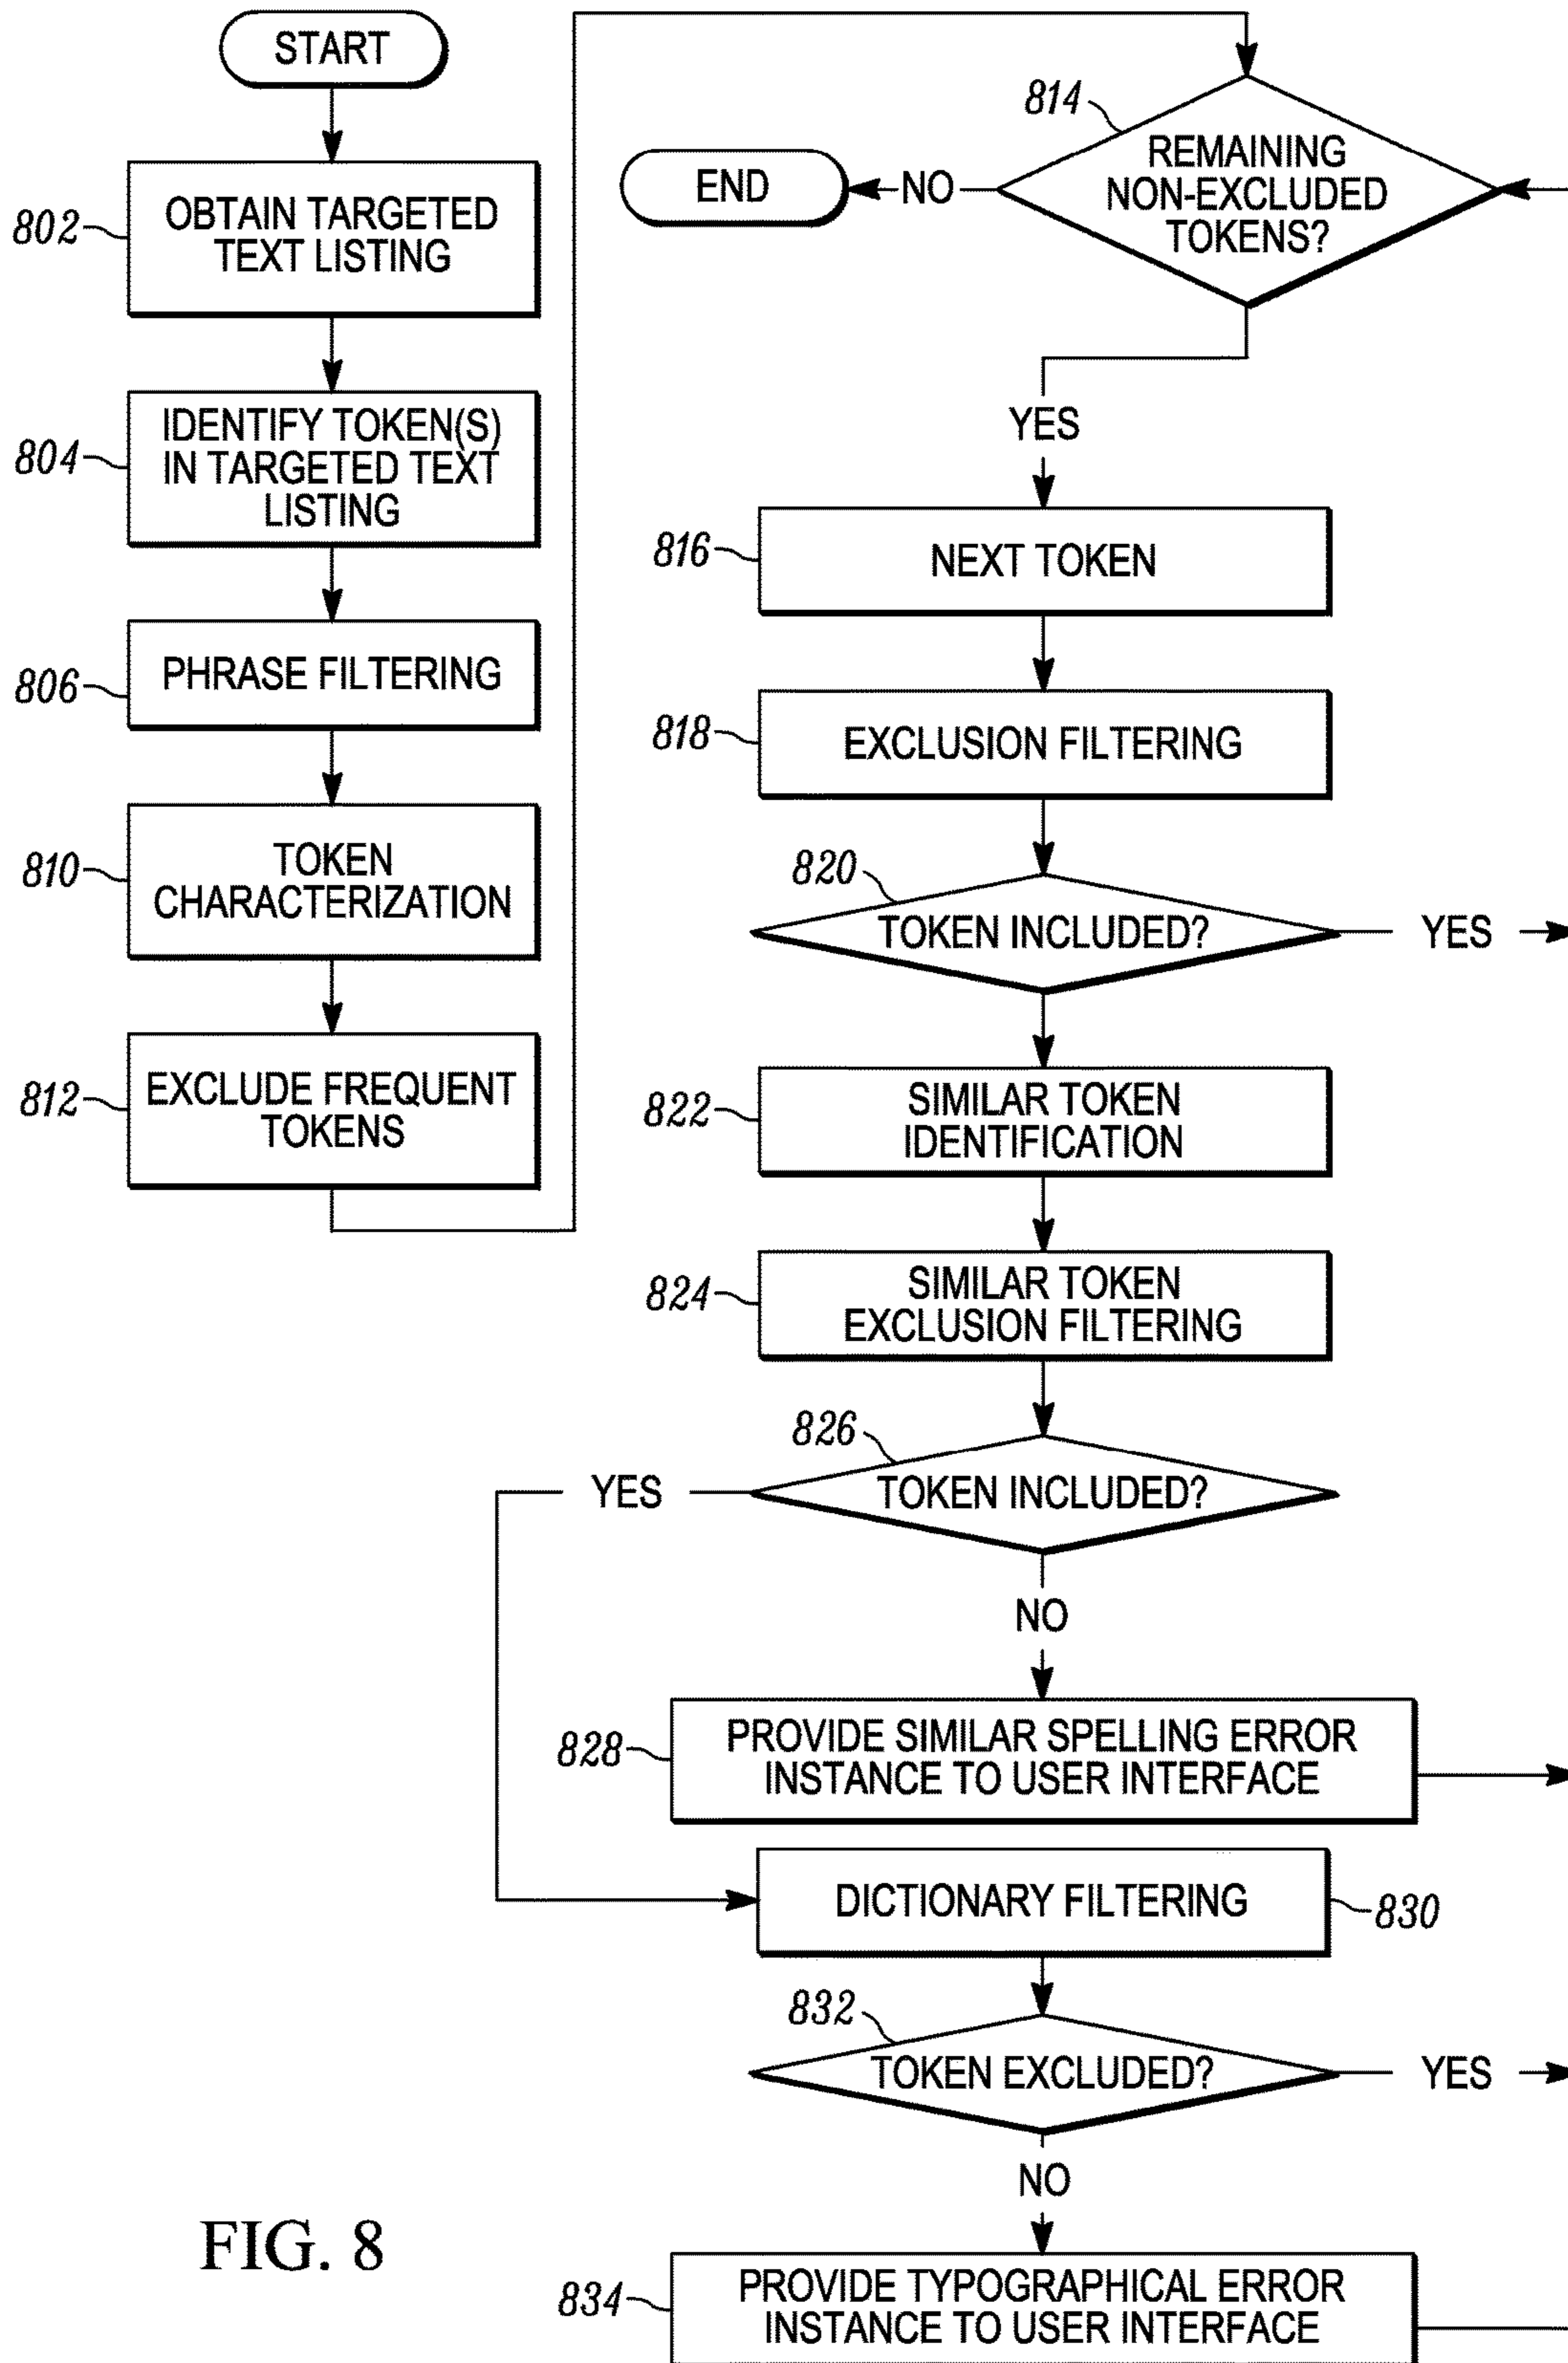 START
802
OBTAIN TARGETED
TEXT LISTING
804
IDENTIFY TOKEN(S)
IN TARGETED TEXT
LISTING
806
PHRASE FILTERING
810
TOKEN
CHARACTERIZATION
812
EXCLUDE FREQUENT
TOKENS
814
REMAINING
NON-EXCLUDED
TOKENS?
NO
END
YES
816
NEXT TOKEN
818
EXCLUSION FILTERING
820
TOKEN INCLUDED?
YES
822
SIMILAR TOKEN
IDENTIFICATION
824
SIMILAR TOKEN
EXCLUSION FILTERING
826
TOKEN INCLUDED?
YES
NO
828
PROVIDE SIMILAR SPELLING ERROR
INSTANCE TO USER INTERFACE
DICTIONARY FILTERING
830
832
TOKEN EXCLUDED?
YES
NO
834
PROVIDE TYPOGRAPHICAL ERROR
INSTANCE TO USER INTERFACE
FIG. 8